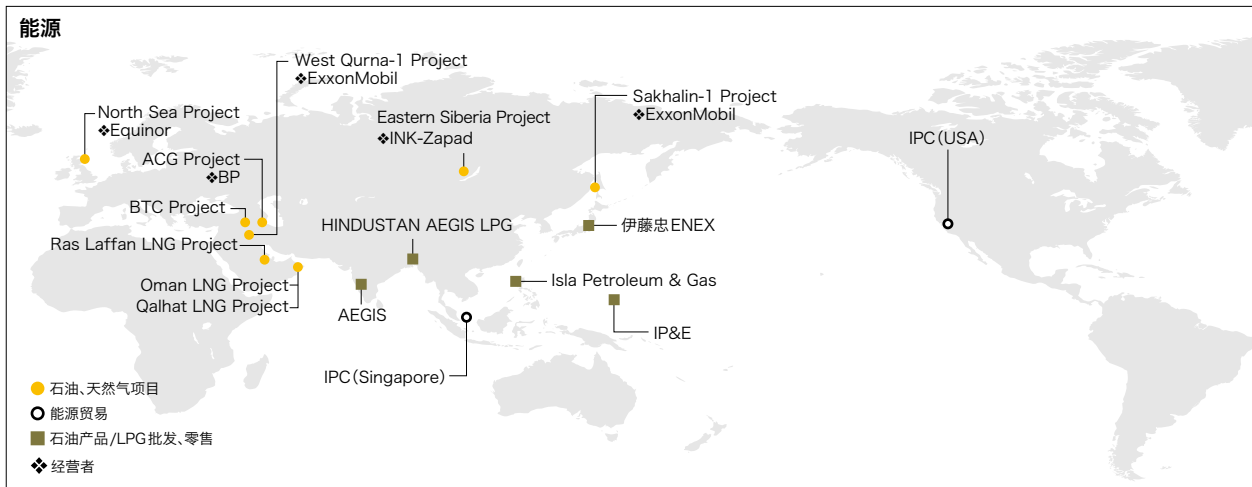 能源
West Qurna-1 Project
❖ExxonMobil
North Sea Project
❖Equinor
Eastern Siberia Project
❖INK-Zapad
Sakhalin-1 Project
❖ExxonMobil
IPC(USA)
ACG Project
❖BP
BTC Project
HINDUSTAN AEGIS LPG
伊藤忠ENEX
Ras Laffan LNG Project
Oman LNG Project
Qalhat LNG Project
AEGIS
Isla Petroleum & Gas
IP&E
IPC(Singapore)
石油、天然气项目
能源贸易
石油产品/LPG批发、零售
❖ 经营者